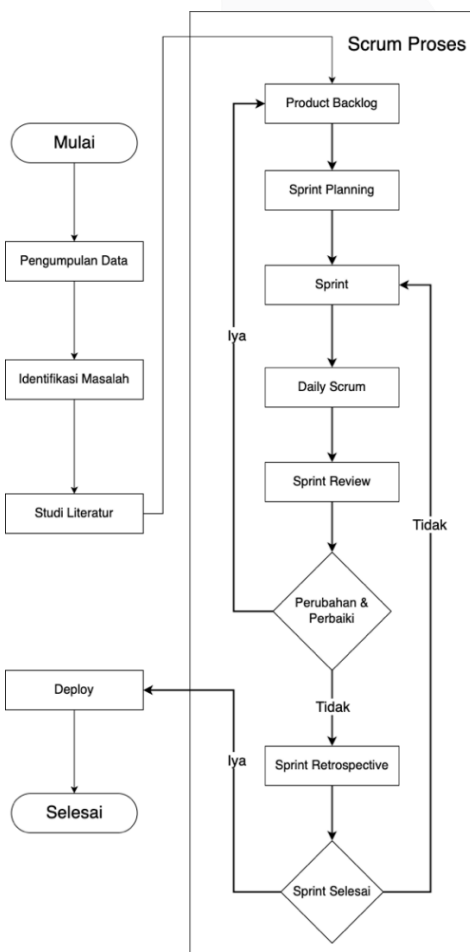 Scrum Proses
Mulai
Pengumpulan Data
Identifikasi Masalah
Studi Literatur
Product Backlog
Sprint Planning
Sprint
Iya
Daily Scrum
Sprint Review
Tidak
Perubahan &
Perbaiki
Tidak
Sprint Retrospective
Sprint Selesai
Iya
Deploy
Selesai